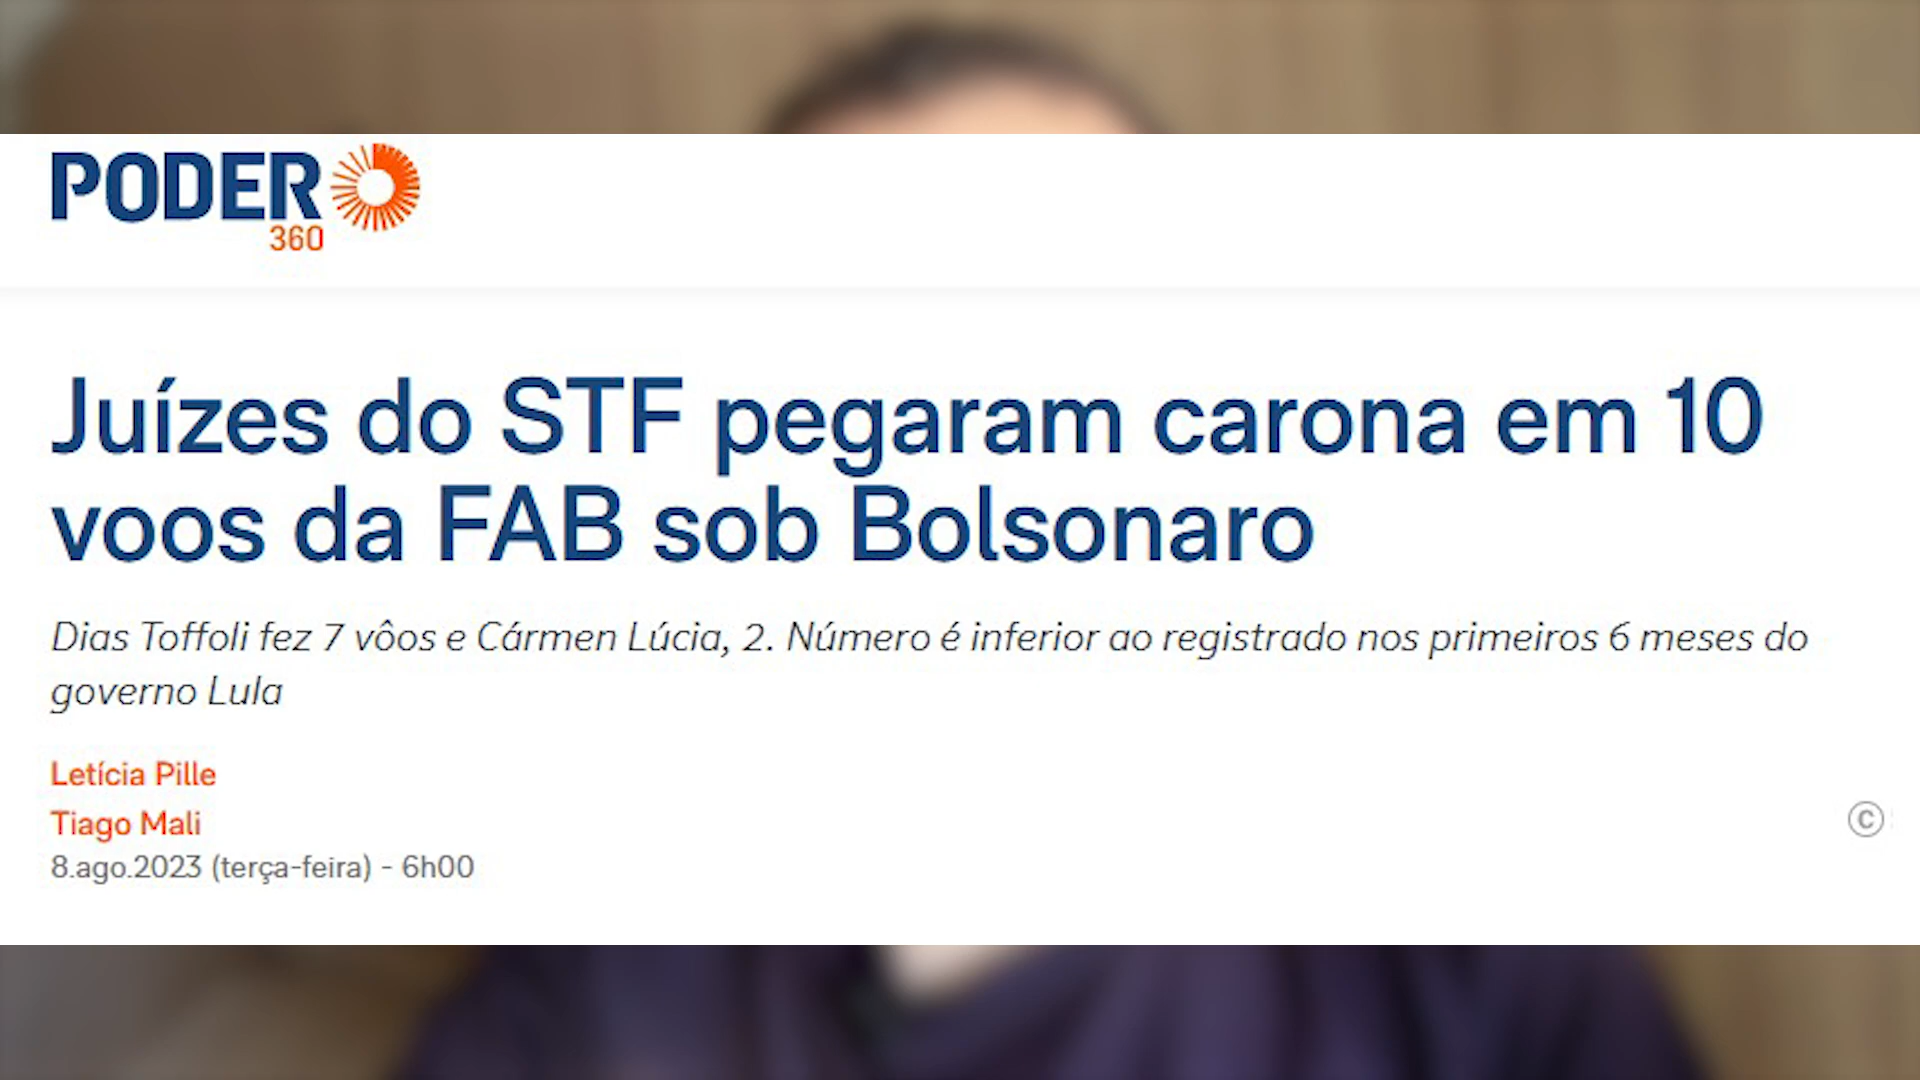 PODER
360
Juízes do STF pegaram carona em 10
voos da FAB sob Bolsonaro
Dias Toffoli fez 7 vôos e Cármen Lúcia, 2. Número é inferior ao registrado nos primeiros 6 meses do
governo Lula
Letícia Pille
Tiago Mali
8.ago.2023 (terça-feira) - 6h00
©